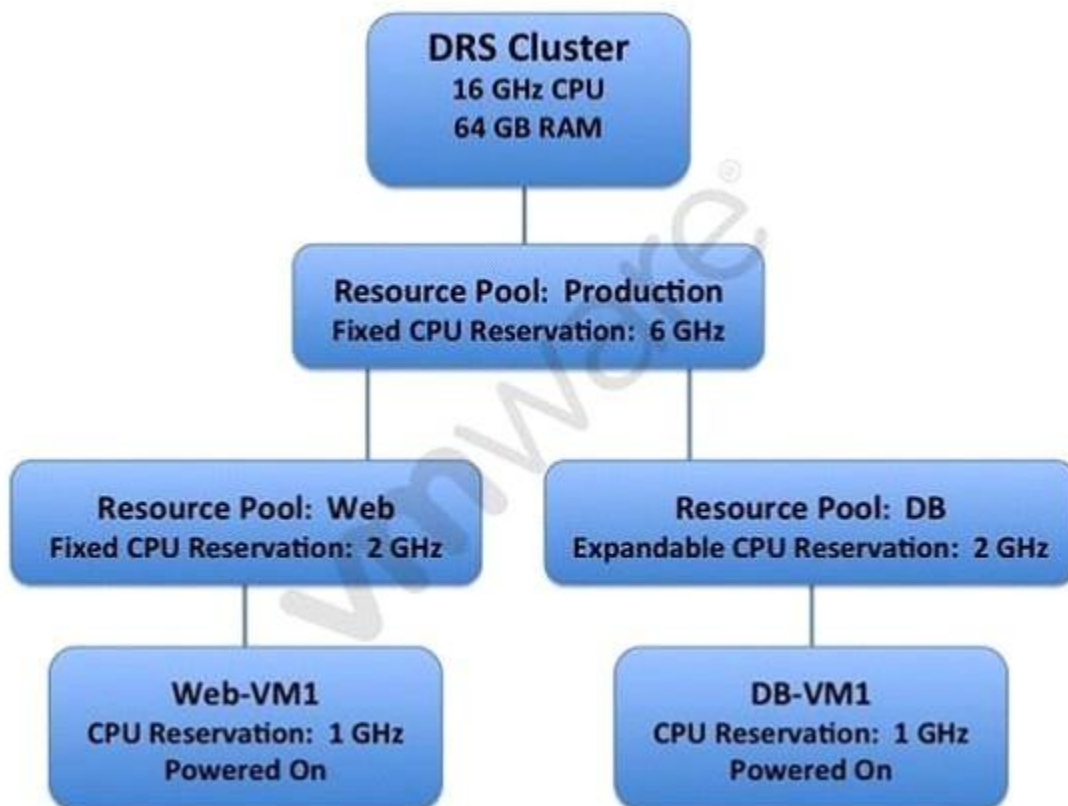 DRS Cluster
16 GHz CPU
64 GB RAM
Resource Pool: Production
Fixed CPU Reservation: 6 GHz
Resource Pool: Web
Fixed CPU Reservation: 2 GHz
Resource Pool: DB
Expandable CPU Reservation: 2 GHz
Web-VM1
CPU Reservation: 1 GHz
Powered On
DB-VM1
CPU Reservation: 1 GHz
Powered On
vmware®